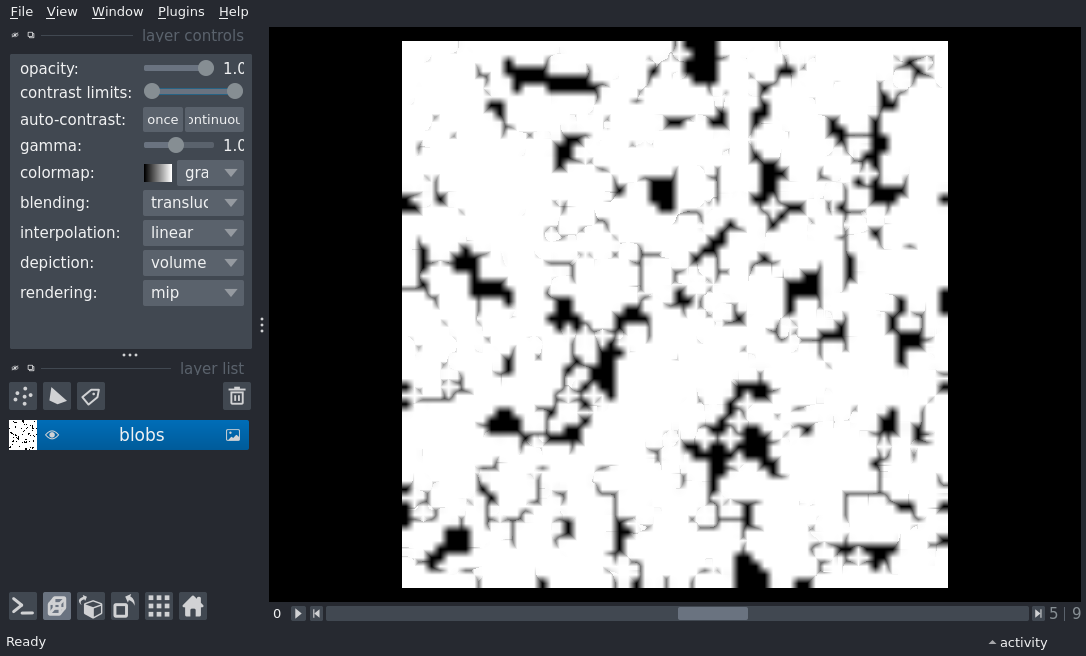 File View Window Plugins Help
layer controls
opacity: 1.0
contrast limits:
auto-contrast: once ontinuou
gamma: 1.0
colormap: gra
blending: transluc
interpolation: linear
depiction: volume
rendering: mip
layer list
blobs
0 5 | 9
Ready activity